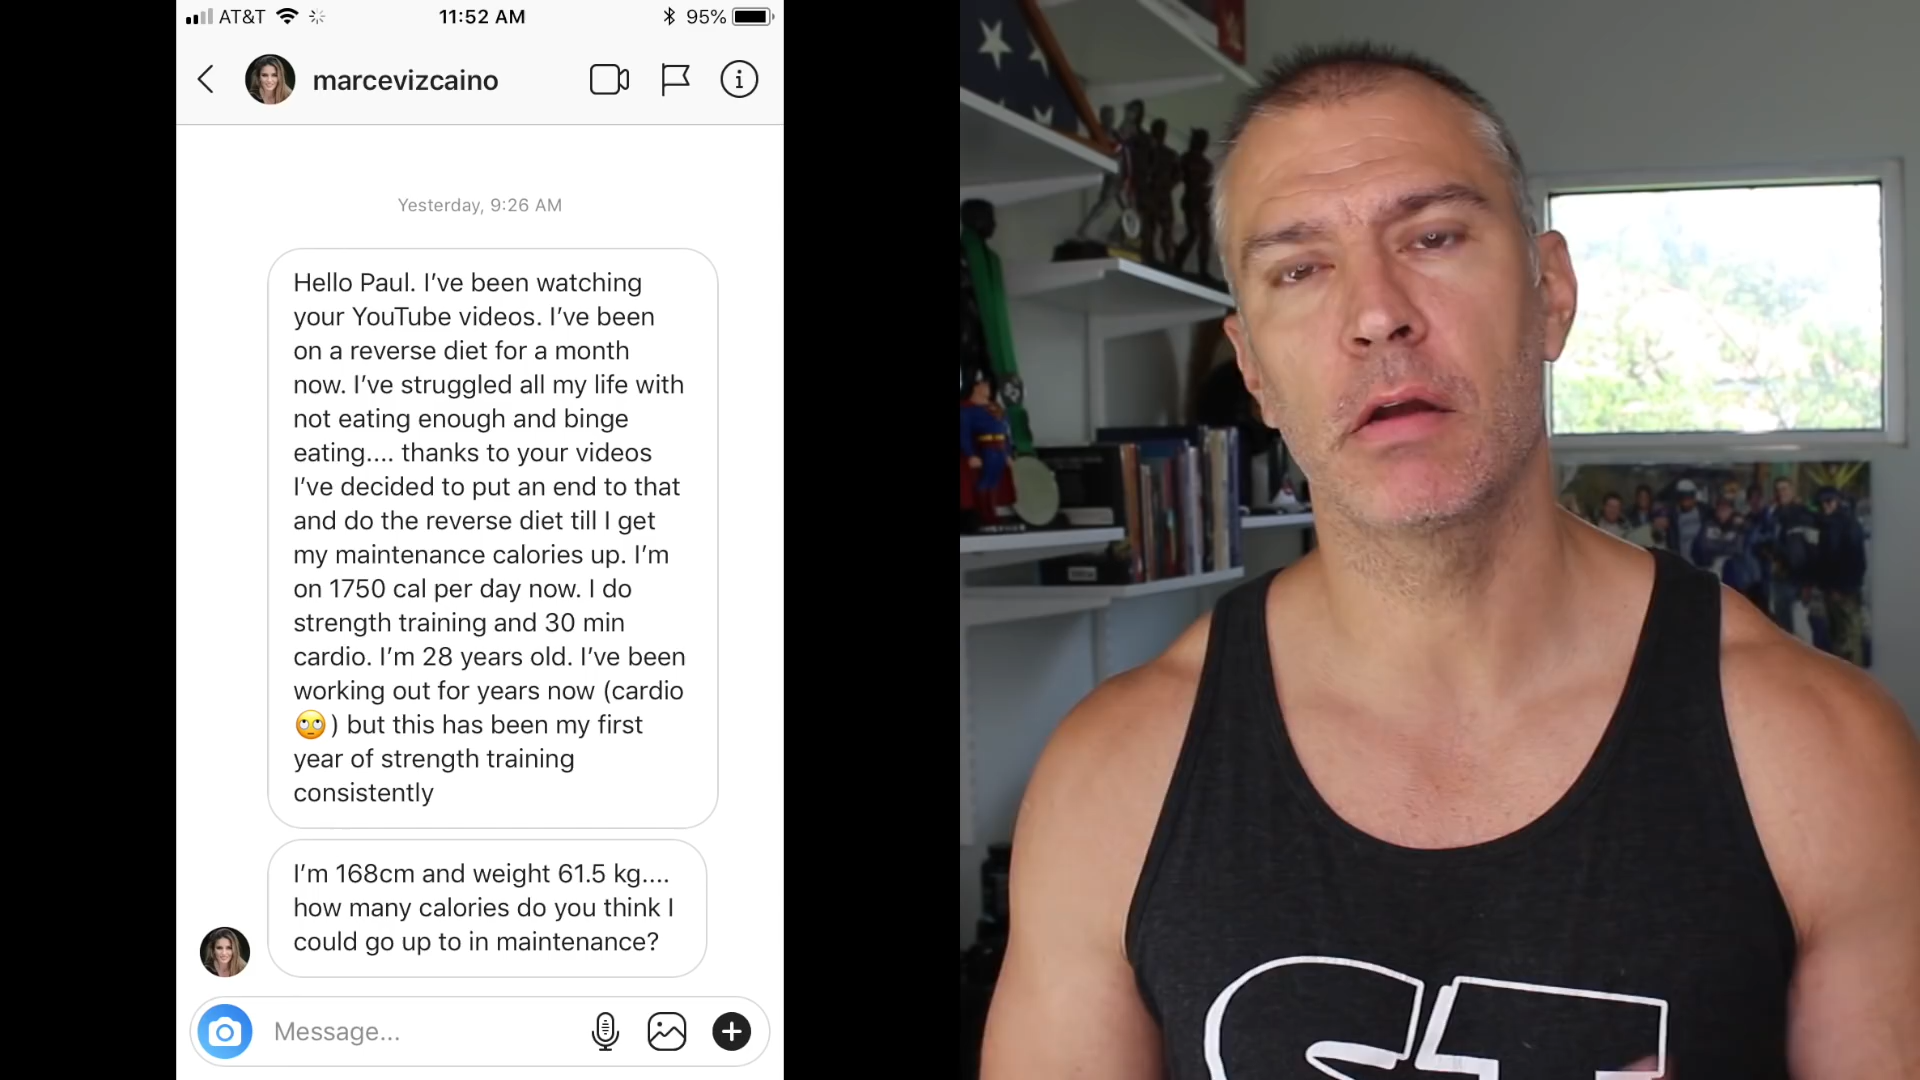 AT&T 11:52 AM 95%
marcevizcaino
Yesterday, 9:26 AM
Hello Paul. I've been watching
your YouTube videos. I've been
on a reverse diet for a month
now. I've struggled all my life with
not eating enough and binge
eating.... thanks to your videos
I've decided to put an end to that
and do the reverse diet till I get
my maintenance calories up. I'm
on 1750 cal per day now. I do
strength training and 30 min
cardio. I'm 28 years old. I've been
working out for years now (cardio
🙄) but this has been my first
year of strength training
consistently
I'm 168cm and weight 61.5 kg....
how many calories do you think I
could go up to in maintenance?
Message...
ST